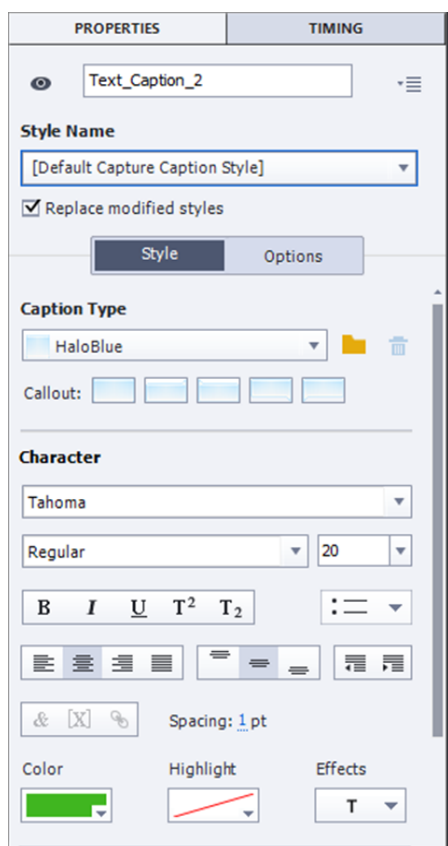 PROPERTIES TIMING
Text_Caption_2
Style Name
[Default Capture Caption Style]
Replace modified styles
Style Options
Caption Type
HaloBlue
Callout:
Character
Tahoma
Regular 20
B I U T² T₂
& [X]
Spacing: 1 pt
Color Highlight Effects
T